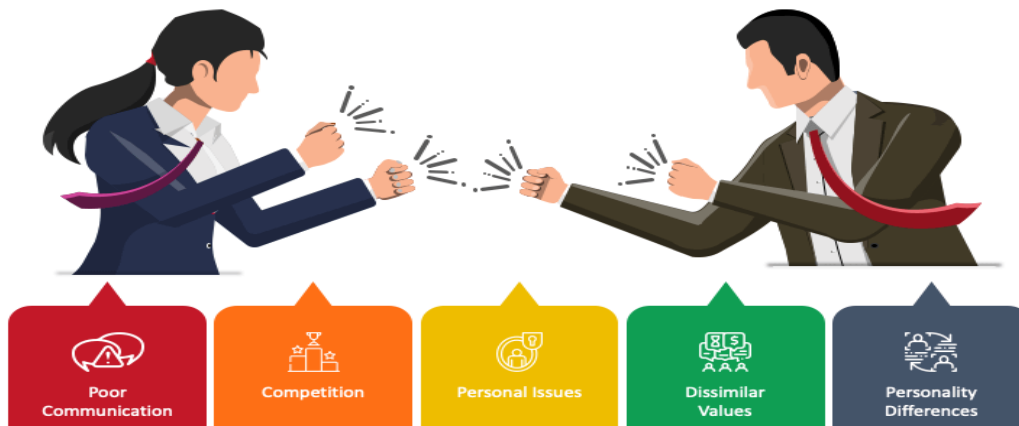 Poor
Communication
Competition
Personal Issues
Dissimilar
Values
Personality
Differences